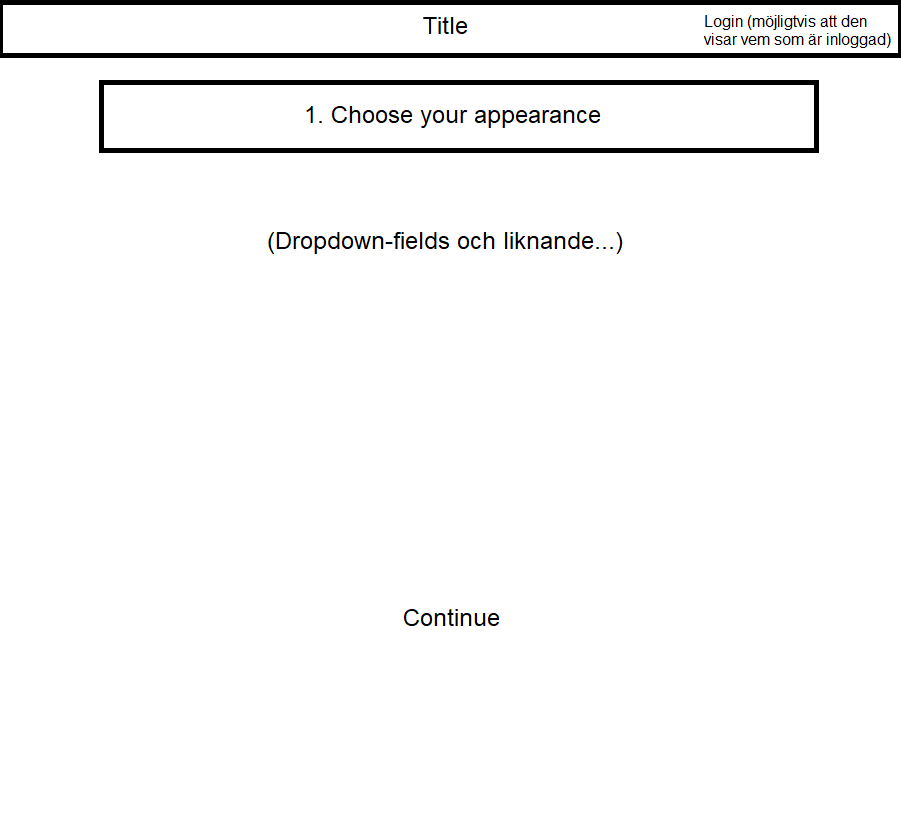 Title
Login (möjligtvis att den
visar vem som är inloggad)
1. Choose your appearance
(Dropdown-fields och liknande...)
Continue